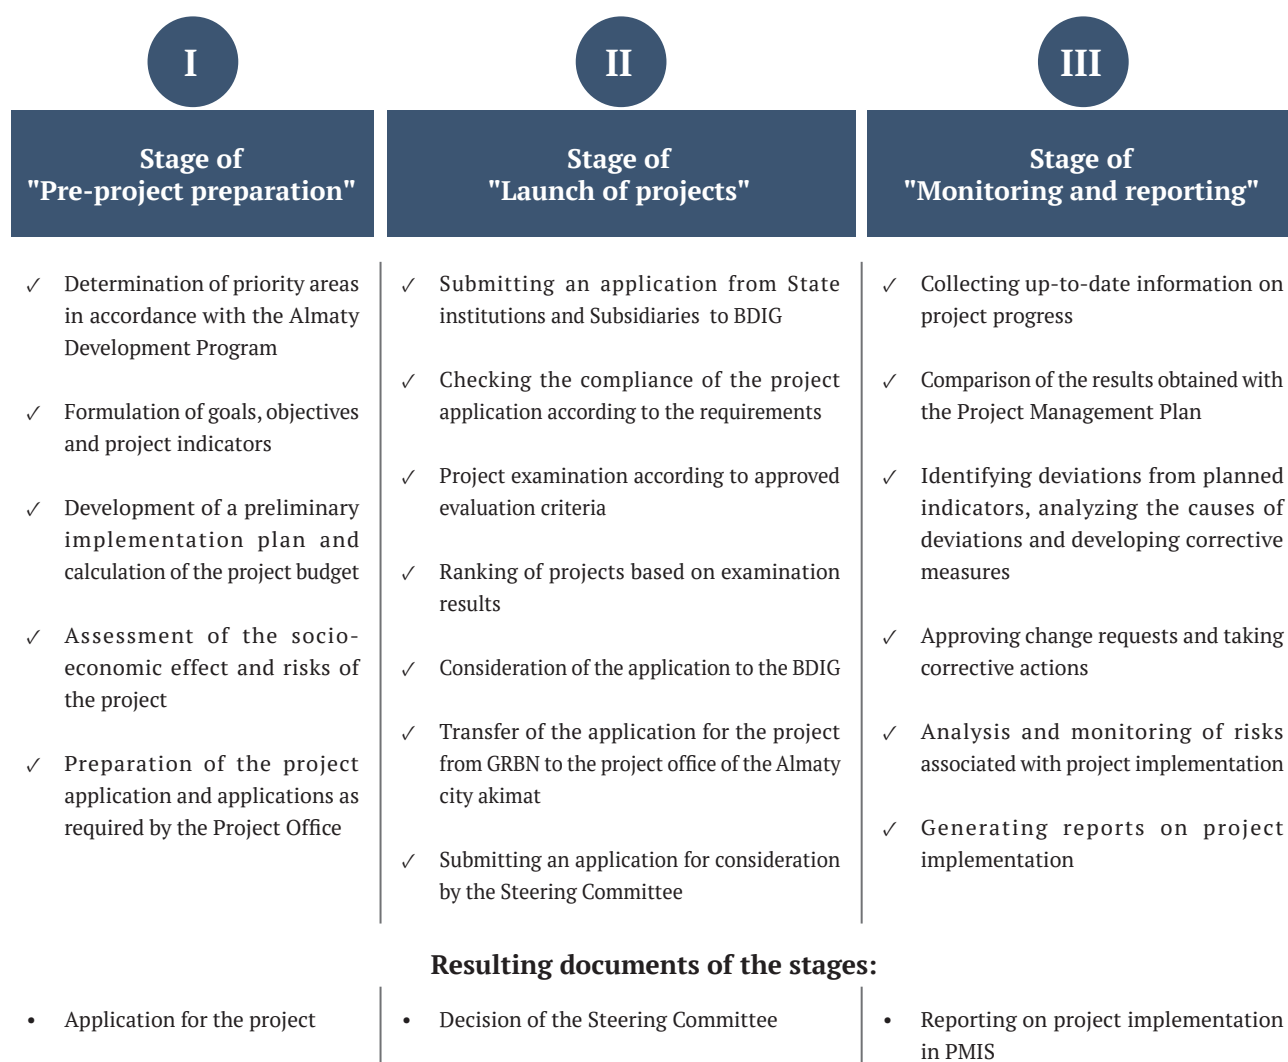 I
Stage of
"Pre-project preparation"
✓ Determination of priority areas
in accordance with the Almaty
Development Program
✓ Formulation of goals, objectives
and project indicators
✓ Development of a preliminary
implementation plan and
calculation of the project budget
✓ Assessment of the socio-
economic effect and risks of
the project
✓ Preparation of the project
application and applications as
required by the Project Office
II
Stage of
"Launch of projects"
✓ Submitting an application from State
institutions and Subsidiaries to BDIG
✓ Checking the compliance of the project
application according to the requirements
✓ Project examination according to approved
evaluation criteria
✓ Ranking of projects based on examination
results
✓ Consideration of the application to the BDIG
✓ Transfer of the application for the project
from GRBN to the project office of the Almaty
city akimat
✓ Submitting an application for consideration
by the Steering Committee
III
Stage of
"Monitoring and reporting"
✓ Collecting up-to-date information on
project progress
✓ Comparison of the results obtained with
the Project Management Plan
✓ Identifying deviations from planned
indicators, analyzing the causes of
deviations and developing corrective
measures
✓ Approving change requests and taking
corrective actions
✓ Analysis and monitoring of risks
associated with project implementation
✓ Generating reports on project
implementation
Resulting documents of the stages:
• Application for the project
• Decision of the Steering Committee
• Reporting on project implementation
in PMIS